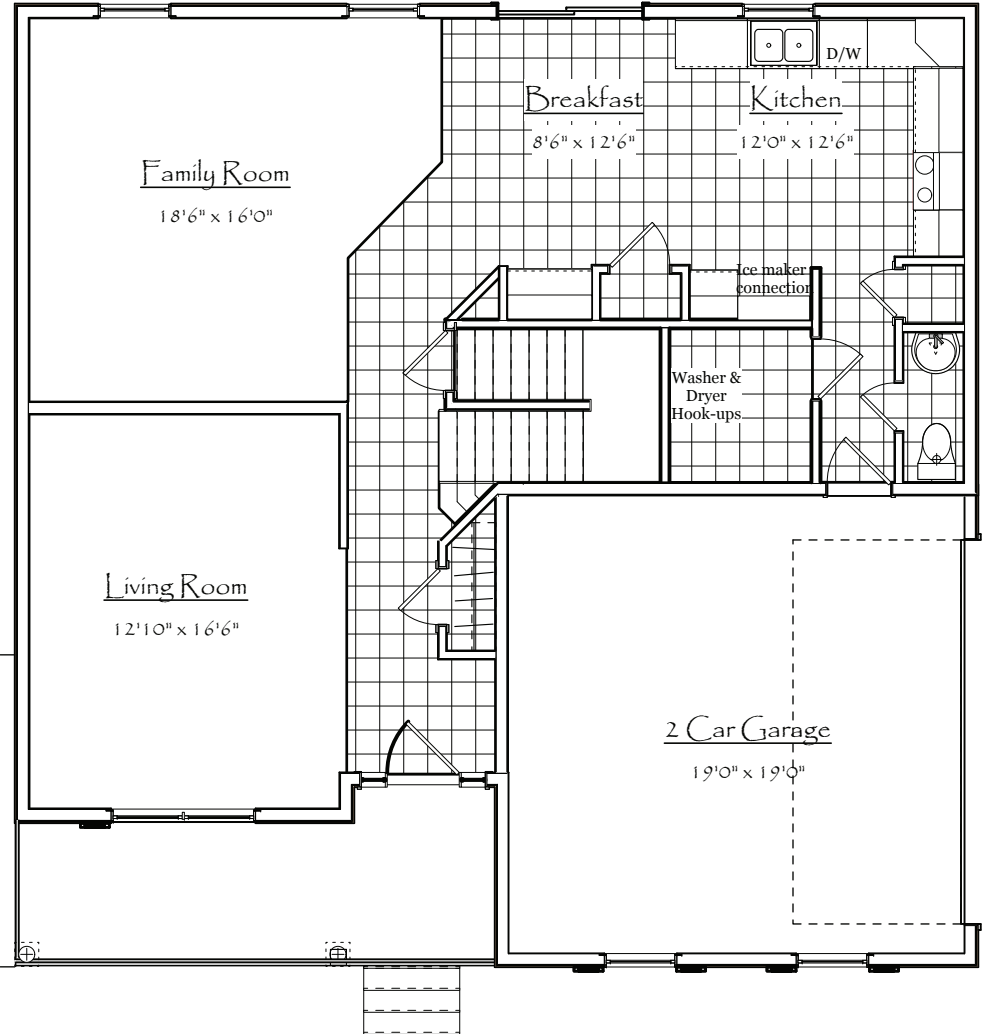 D/W
Breakfast
8'6" x 12'6"
Kitchen
12'0" x 12'6"
Family Room
18'6" x 16'0"
Ice maker
connection
Washer &
Dryer
Hook-ups
Living Room
12'10" x 16'6"
2 Car Garage
19'0" x 19'0"